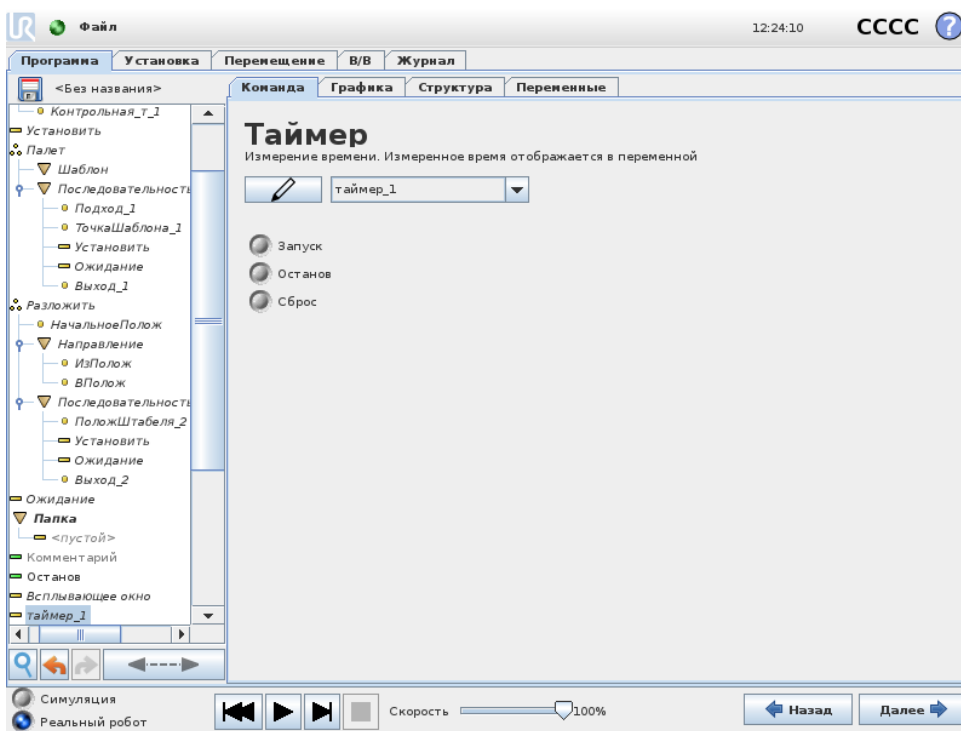 UR Файл 12:24:10 CCCC ?
Программа Установка Перемещение В/В Журнал
<Без названия> Команда Графика Структура Переменные
Контрольная_т_1
Установить
Палет
Шаблон
Последовательность
Подход_1
ТочкаШаблона_1
Установить
Ожидание
Выход_1
Разложить
НачальноеПолож
Направление
ИзПолож
ВПолож
Последовательность
ПоложШтабеля_2
Установить
Ожидание
Выход_2
Ожидание
Папка
<пустой>
Комментарий
Останов
Всплывающее окно
таймер_1
Таймер
Измерение времени. Измеренное время отображается в переменной
таймер_1
Запуск
Останов
Сброс
Симуляция
Реальный робот
Скорость 100%
Назад Далее